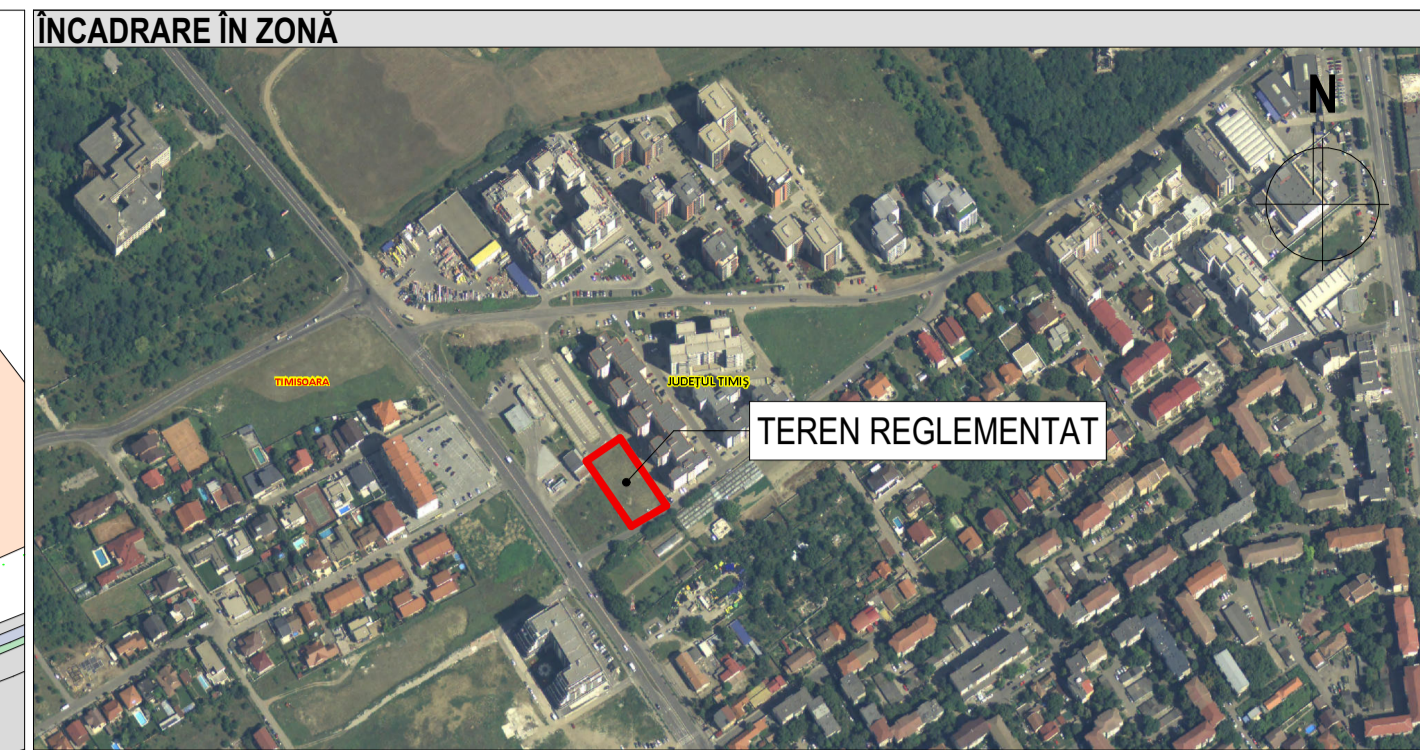 ÎNCADRARE ÎN ZONĂ
N
TIMISOARA
JUDEȚUL TIMIȘ
TEREN REGLEMENTAT